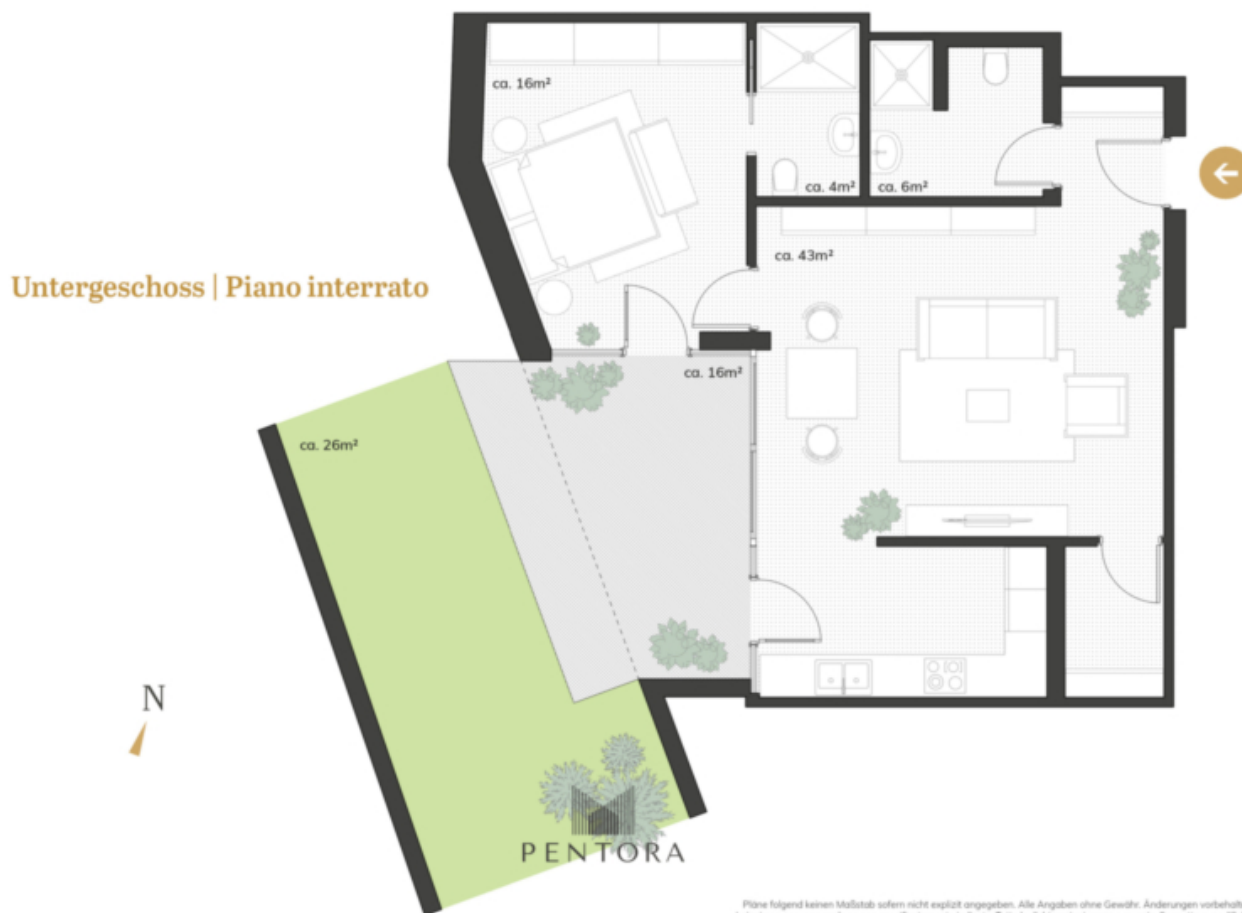 ca. 16m²
ca. 4m²
ca. 6m²
ca. 43m²
Untergeschoss | Piano interrato
ca. 16m²
ca. 26m²
N
PENTORA
Pläne folgend keinen Maßstab sofern nicht explizit angegeben. Alle Angaben ohne Gewähr. Änderungen vorbehalt